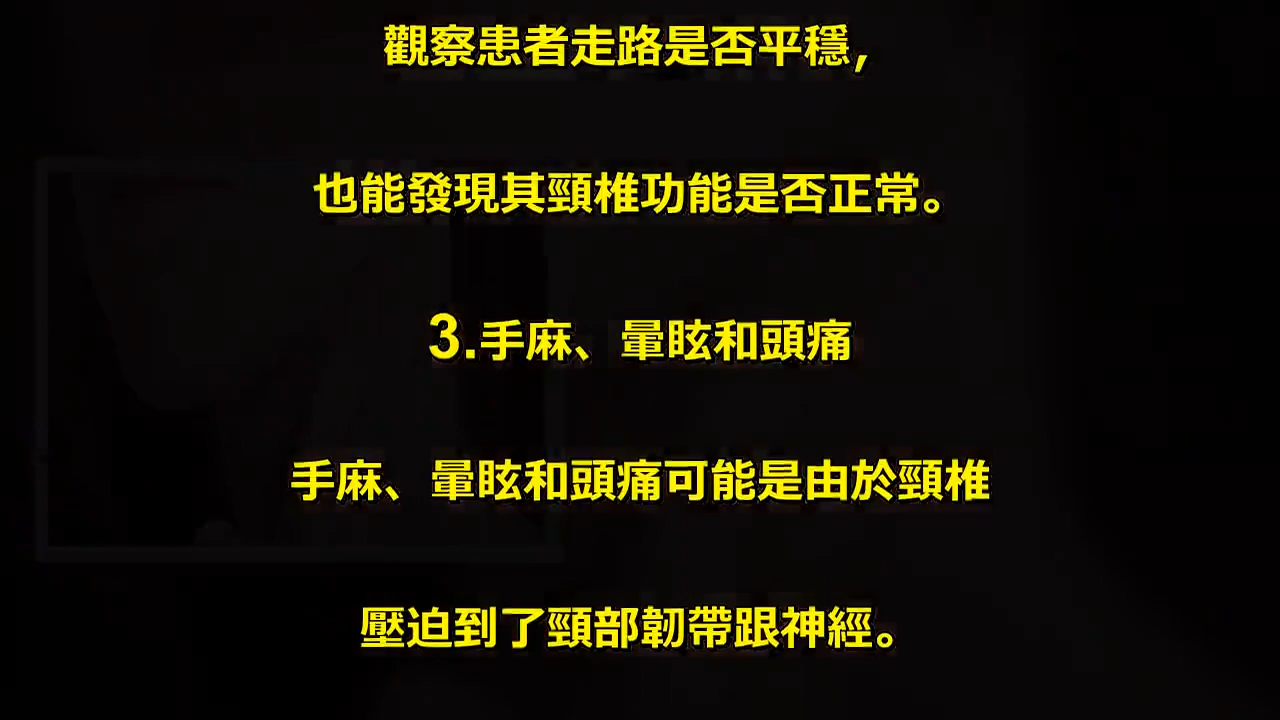 觀察患者走路是否平穩，
也能發現其頸椎功能是否正常。
3.手麻、暈眩和頭痛
手麻、暈眩和頭痛可能是由於頸椎
壓迫到了頸部韌帶跟神經。